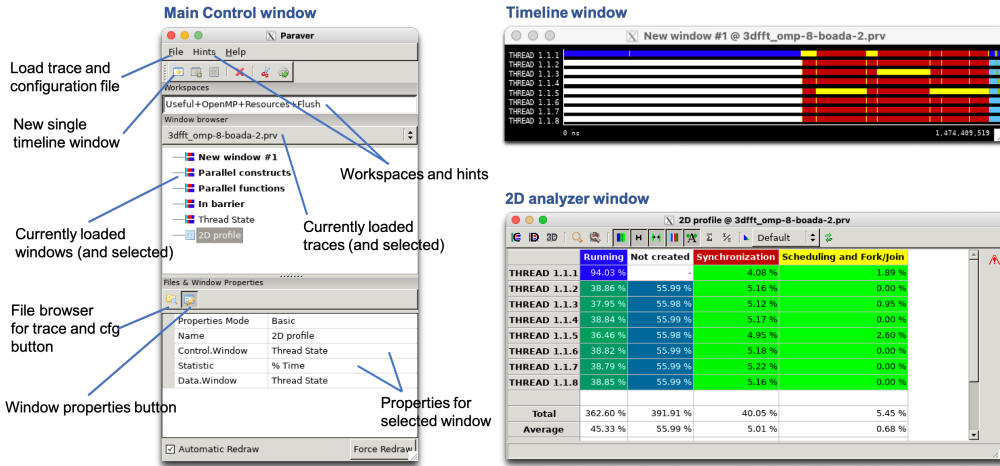 Main Control window
Paraver
File Hints Help
Load trace and
configuration file
Workspaces
Useful+OpenMP+Resources+Flush
Window browser
3dfft_omp-8-boada-2.prv
New single
timeline window
New window #1
Parallel constructs
Parallel functions
In barrier
Thread State
2D profile
Workspaces and hints
Currently loaded
windows (and selected)
Currently loaded
traces (and selected)
Files & Window Properties
File browser
for trace and cfg
button
Properties Mode Basic
Name 2D profile
Control.Window Thread State
Statistic % Time
Data.Window Thread State
Window properties button
Properties for
selected window
Automatic Redraw
Force Redraw
Timeline window
New window #1 @ 3dfft_omp-8-boada-2.prv
THREAD 1.1.1
THREAD 1.1.2
THREAD 1.1.3
THREAD 1.1.4
THREAD 1.1.5
THREAD 1.1.6
THREAD 1.1.7
THREAD 1.1.8
0 ns 1,474,409,519
2D analyzer window
2D profile @ 3dfft_omp-8-boada-2.prv
3D Σ Default
Running Not created Synchronization Scheduling and Fork/Join
THREAD 1.1.1 94.03 % - 4.08 % 1.89 %
THREAD 1.1.2 38.86 % 55.99 % 5.16 % 0.00 %
THREAD 1.1.3 37.95 % 55.98 % 5.12 % 0.95 %
THREAD 1.1.4 38.84 % 55.99 % 5.17 % 0.00 %
THREAD 1.1.5 36.46 % 55.98 % 4.95 % 2.60 %
THREAD 1.1.6 38.82 % 55.99 % 5.18 % 0.00 %
THREAD 1.1.7 38.79 % 55.99 % 5.22 % 0.00 %
THREAD 1.1.8 38.85 % 55.99 % 5.16 % 0.00 %
Total 362.60 % 391.91 % 40.05 % 5.45 %
Average 45.33 % 55.99 % 5.01 % 0.68 %